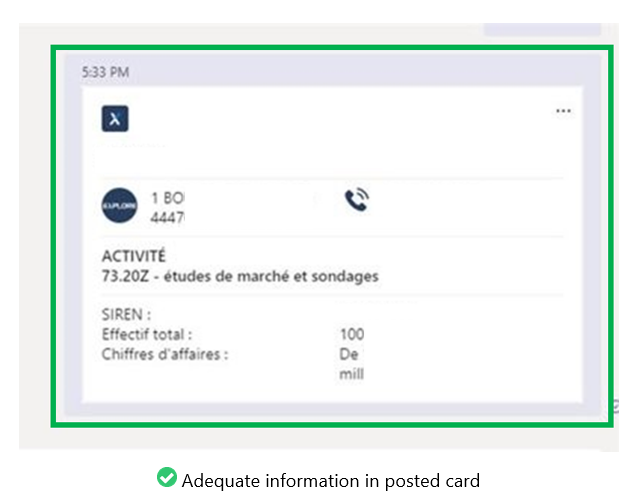 5:33 PM
X
...
EXPLORE
1 BO
4447
ACTIVITÉ
73.20Z - études de marché et sondages
SIREN :
Effectif total : 100
Chiffres d'affaires : De
mill
Adequate information in posted card